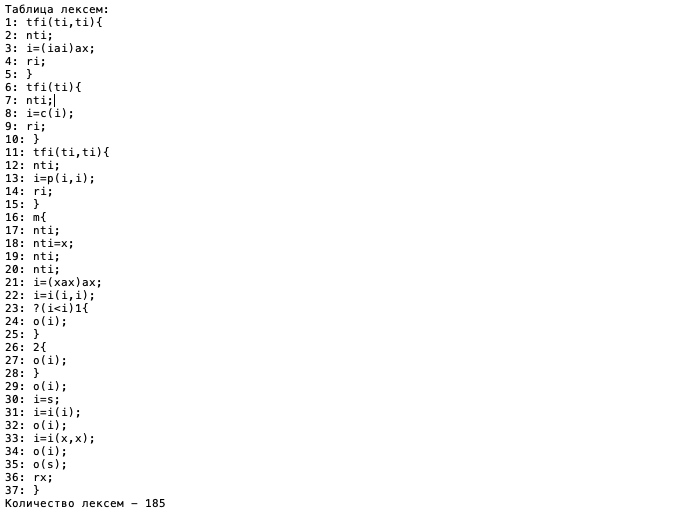 Таблица лексем:
1: tfi(ti,ti){
2: nti;
3: i=(iai)ax;
4: ri;
5: }
6: tfi(ti){
7: nti;
8: i=c(i);
9: ri;
10: }
11: tfi(ti,ti){
12: nti;
13: i=p(i,i);
14: ri;
15: }
16: m{
17: nti;
18: nti=x;
19: nti;
20: nti;
21: i=(xax)ax;
22: i=i(i,i);
23: ?(i<i)1{
24: o(i);
25: }
26: 2{
27: o(i);
28: }
29: o(i);
30: i=s;
31: i=i(i);
32: o(i);
33: i=i(x,x);
34: o(i);
35: o(s);
36: rx;
37: }
Количество лексем — 185